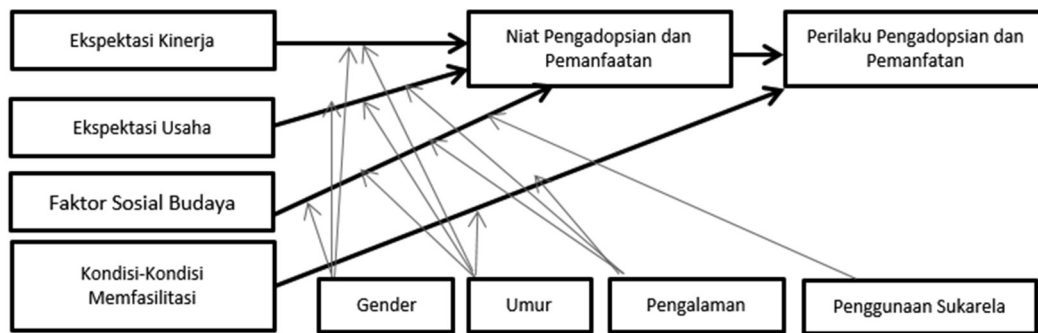 Ekspektasi Kinerja
Niat Pengadopsian dan
Pemanfaatan
Perilaku Pengadopsian dan
Pemanfatan
Ekspektasi Usaha
Faktor Sosial Budaya
Kondisi-Kondisi
Memfasilitasi
Gender
Umur
Pengalaman
Penggunaan Sukarela